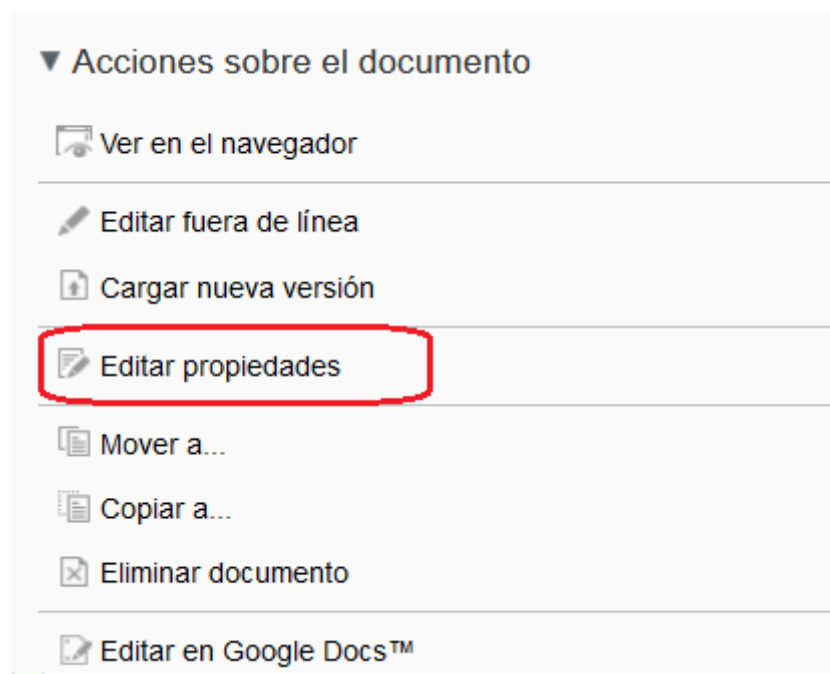 Acciones sobre el documento
Ver en el navegador
Editar fuera de línea
Cargar nueva versión
Editar propiedades
Mover a...
Copiar a...
Eliminar documento
Editar en Google Docs™